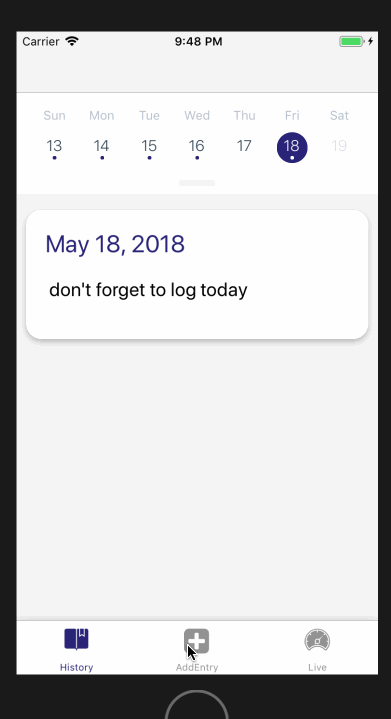 Carrier 9:48 PM
Sun Mon Tue Wed Thu Fri Sat
13 14 15 16 17 18 19
May 18, 2018
don't forget to log today
History AddEntry Live